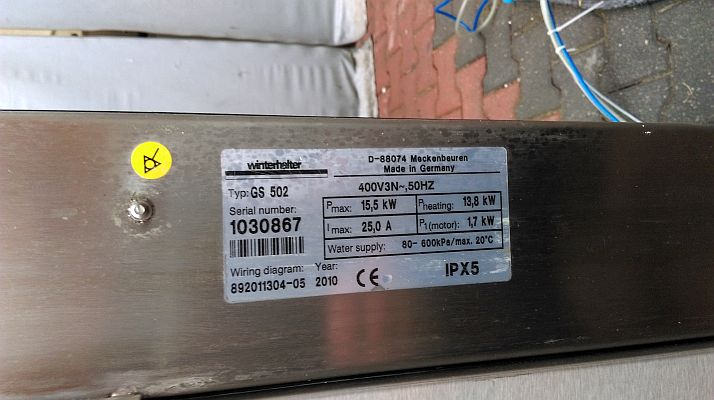 winterhalter
D-88074 Meckenbeuren
Made in Germany
Typ: GS 502
400V3N~,50HZ
Serial number:
1030867
Pmax: 15,5 kW
Pheating: 13,8 kW
Imax: 25,0 A
P1(motor): 1,7 kW
Water supply: 80- 600kPa/max. 20°C
Wiring diagram: Year:
892011304-05 2010 CE IPX5